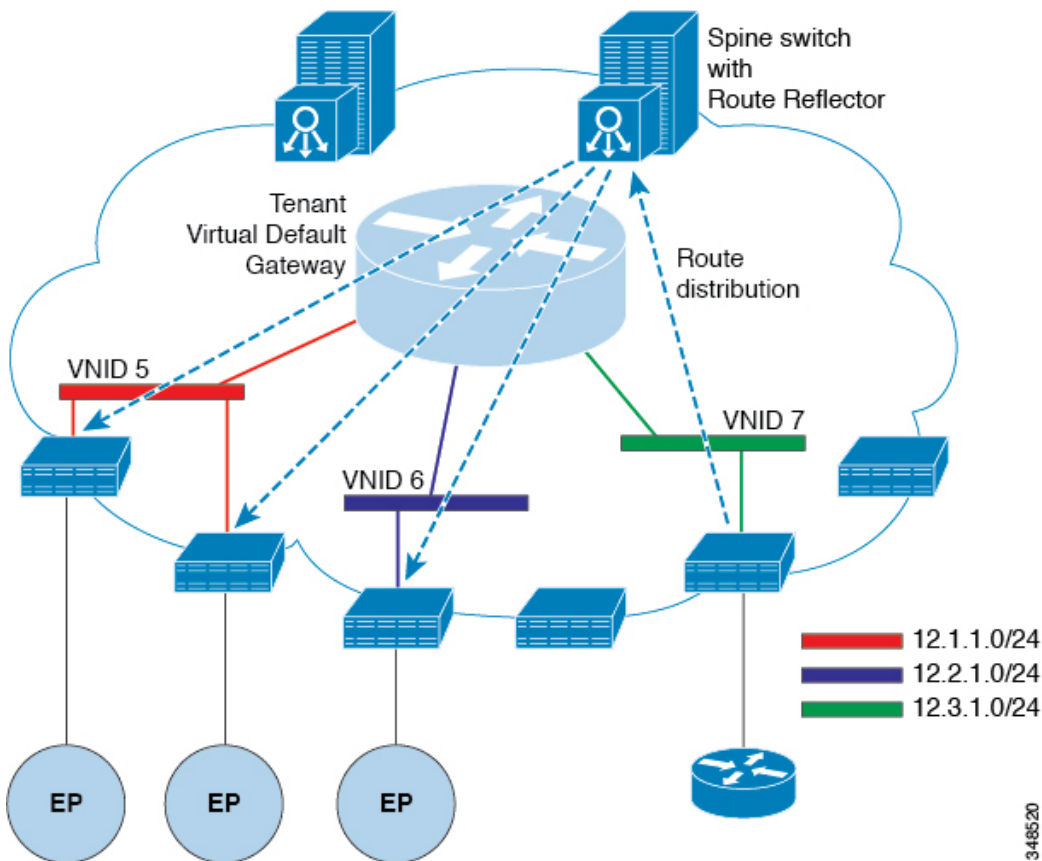 Spine switch
with
Route Reflector
Tenant
Virtual Default
Gateway
Route
distribution
VNID 5
VNID 7
VNID 6
12.1.1.0/24
12.2.1.0/24
12.3.1.0/24
EP
EP
EP
348520